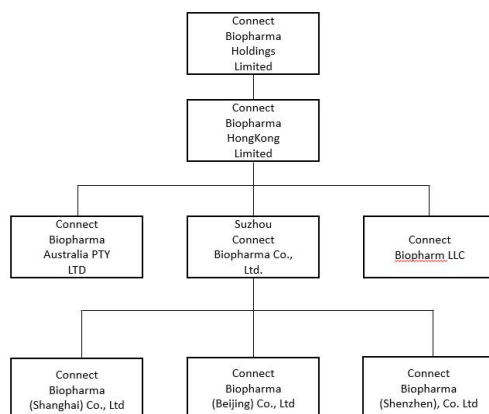 Connect
Biopharma
Holdings
Limited
Connect
Biopharma
HongKong
Limited
Connect
Biopharma
Australia PTY
LTD
Suzhou
Connect
Biopharma Co.,
Ltd.
Connect
Biopharm LLC
Connect
Biopharma
(Shanghai) Co., Ltd
Connect
Biopharma
(Beijing) Co., Ltd
Connect
Biopharma
(Shenzhen), Co. Ltd